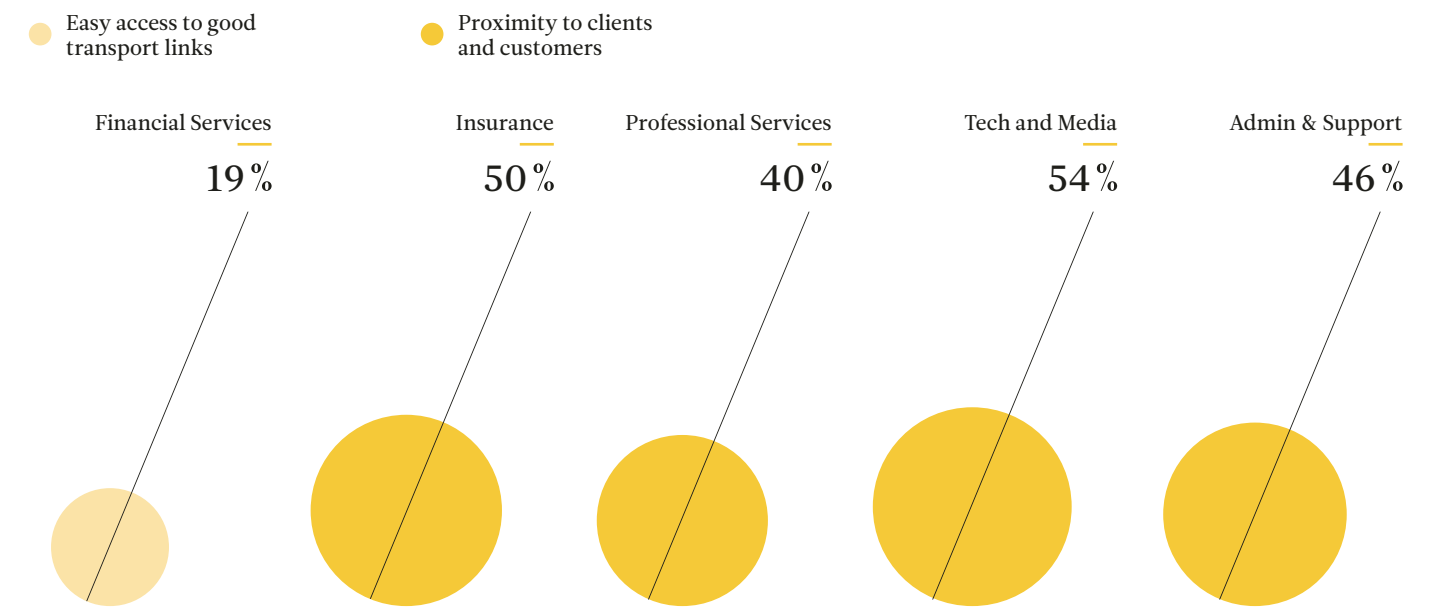 Easy access to good
transport links
Proximity to clients
and customers
Financial Services
19 %
Insurance
50 %
Professional Services
40 %
Tech and Media
54 %
Admin & Support
46 %